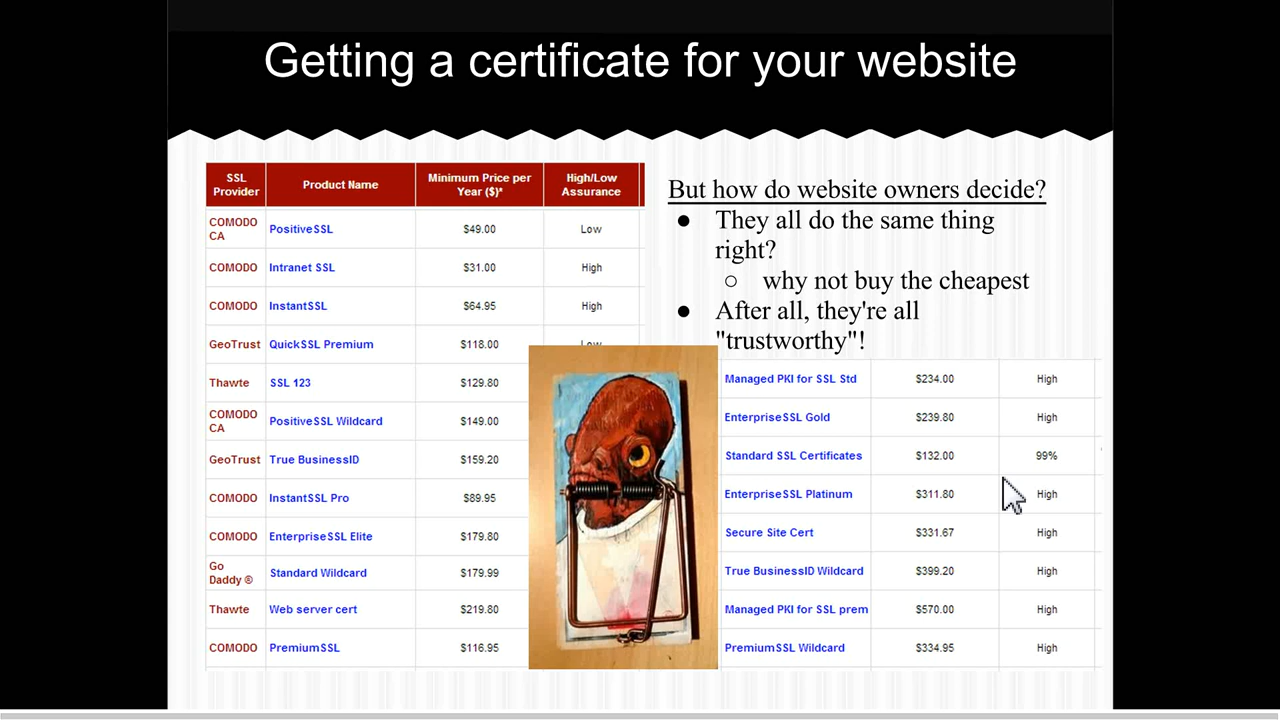 Getting a certificate for your website
SSL Provider Product Name Minimum Price per Year ($)* High/Low Assurance
COMODO CA PositiveSSL $49.00 Low
COMODO Intranet SSL $31.00 High
COMODO InstantSSL $64.95 High
GeoTrust QuickSSL Premium $118.00 Low
Thawte SSL 123 $129.80
COMODO CA PositiveSSL Wildcard $149.00
GeoTrust True BusinessID $159.20
COMODO InstantSSL Pro $89.95
COMODO EnterpriseSSL Elite $179.80
Go Daddy ® Standard Wildcard $179.99
Thawte Web server cert $219.80
COMODO PremiumSSL $116.95
But how do website owners decide?
● They all do the same thing
right?
○ why not buy the cheapest
● After all, they're all
"trustworthy"!
Managed PKI for SSL Std $234.00 High
EnterpriseSSL Gold $239.80 High
Standard SSL Certificates $132.00 99%
EnterpriseSSL Platinum $311.80 High
Secure Site Cert $331.67 High
True BusinessID Wildcard $399.20 High
Managed PKI for SSL prem $570.00 High
PremiumSSL Wildcard $334.95 High